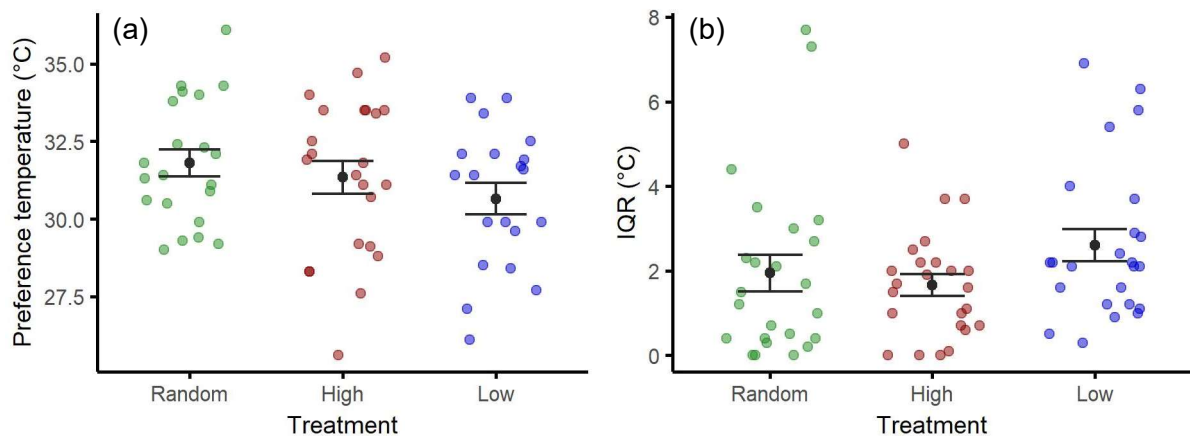 (a)
Preference temperature (°C)
35.0
32.5
30.0
27.5
Random
High
Low
Treatment
(b)
IQR (°C)
8
6
4
2
0
Random
High
Low
Treatment